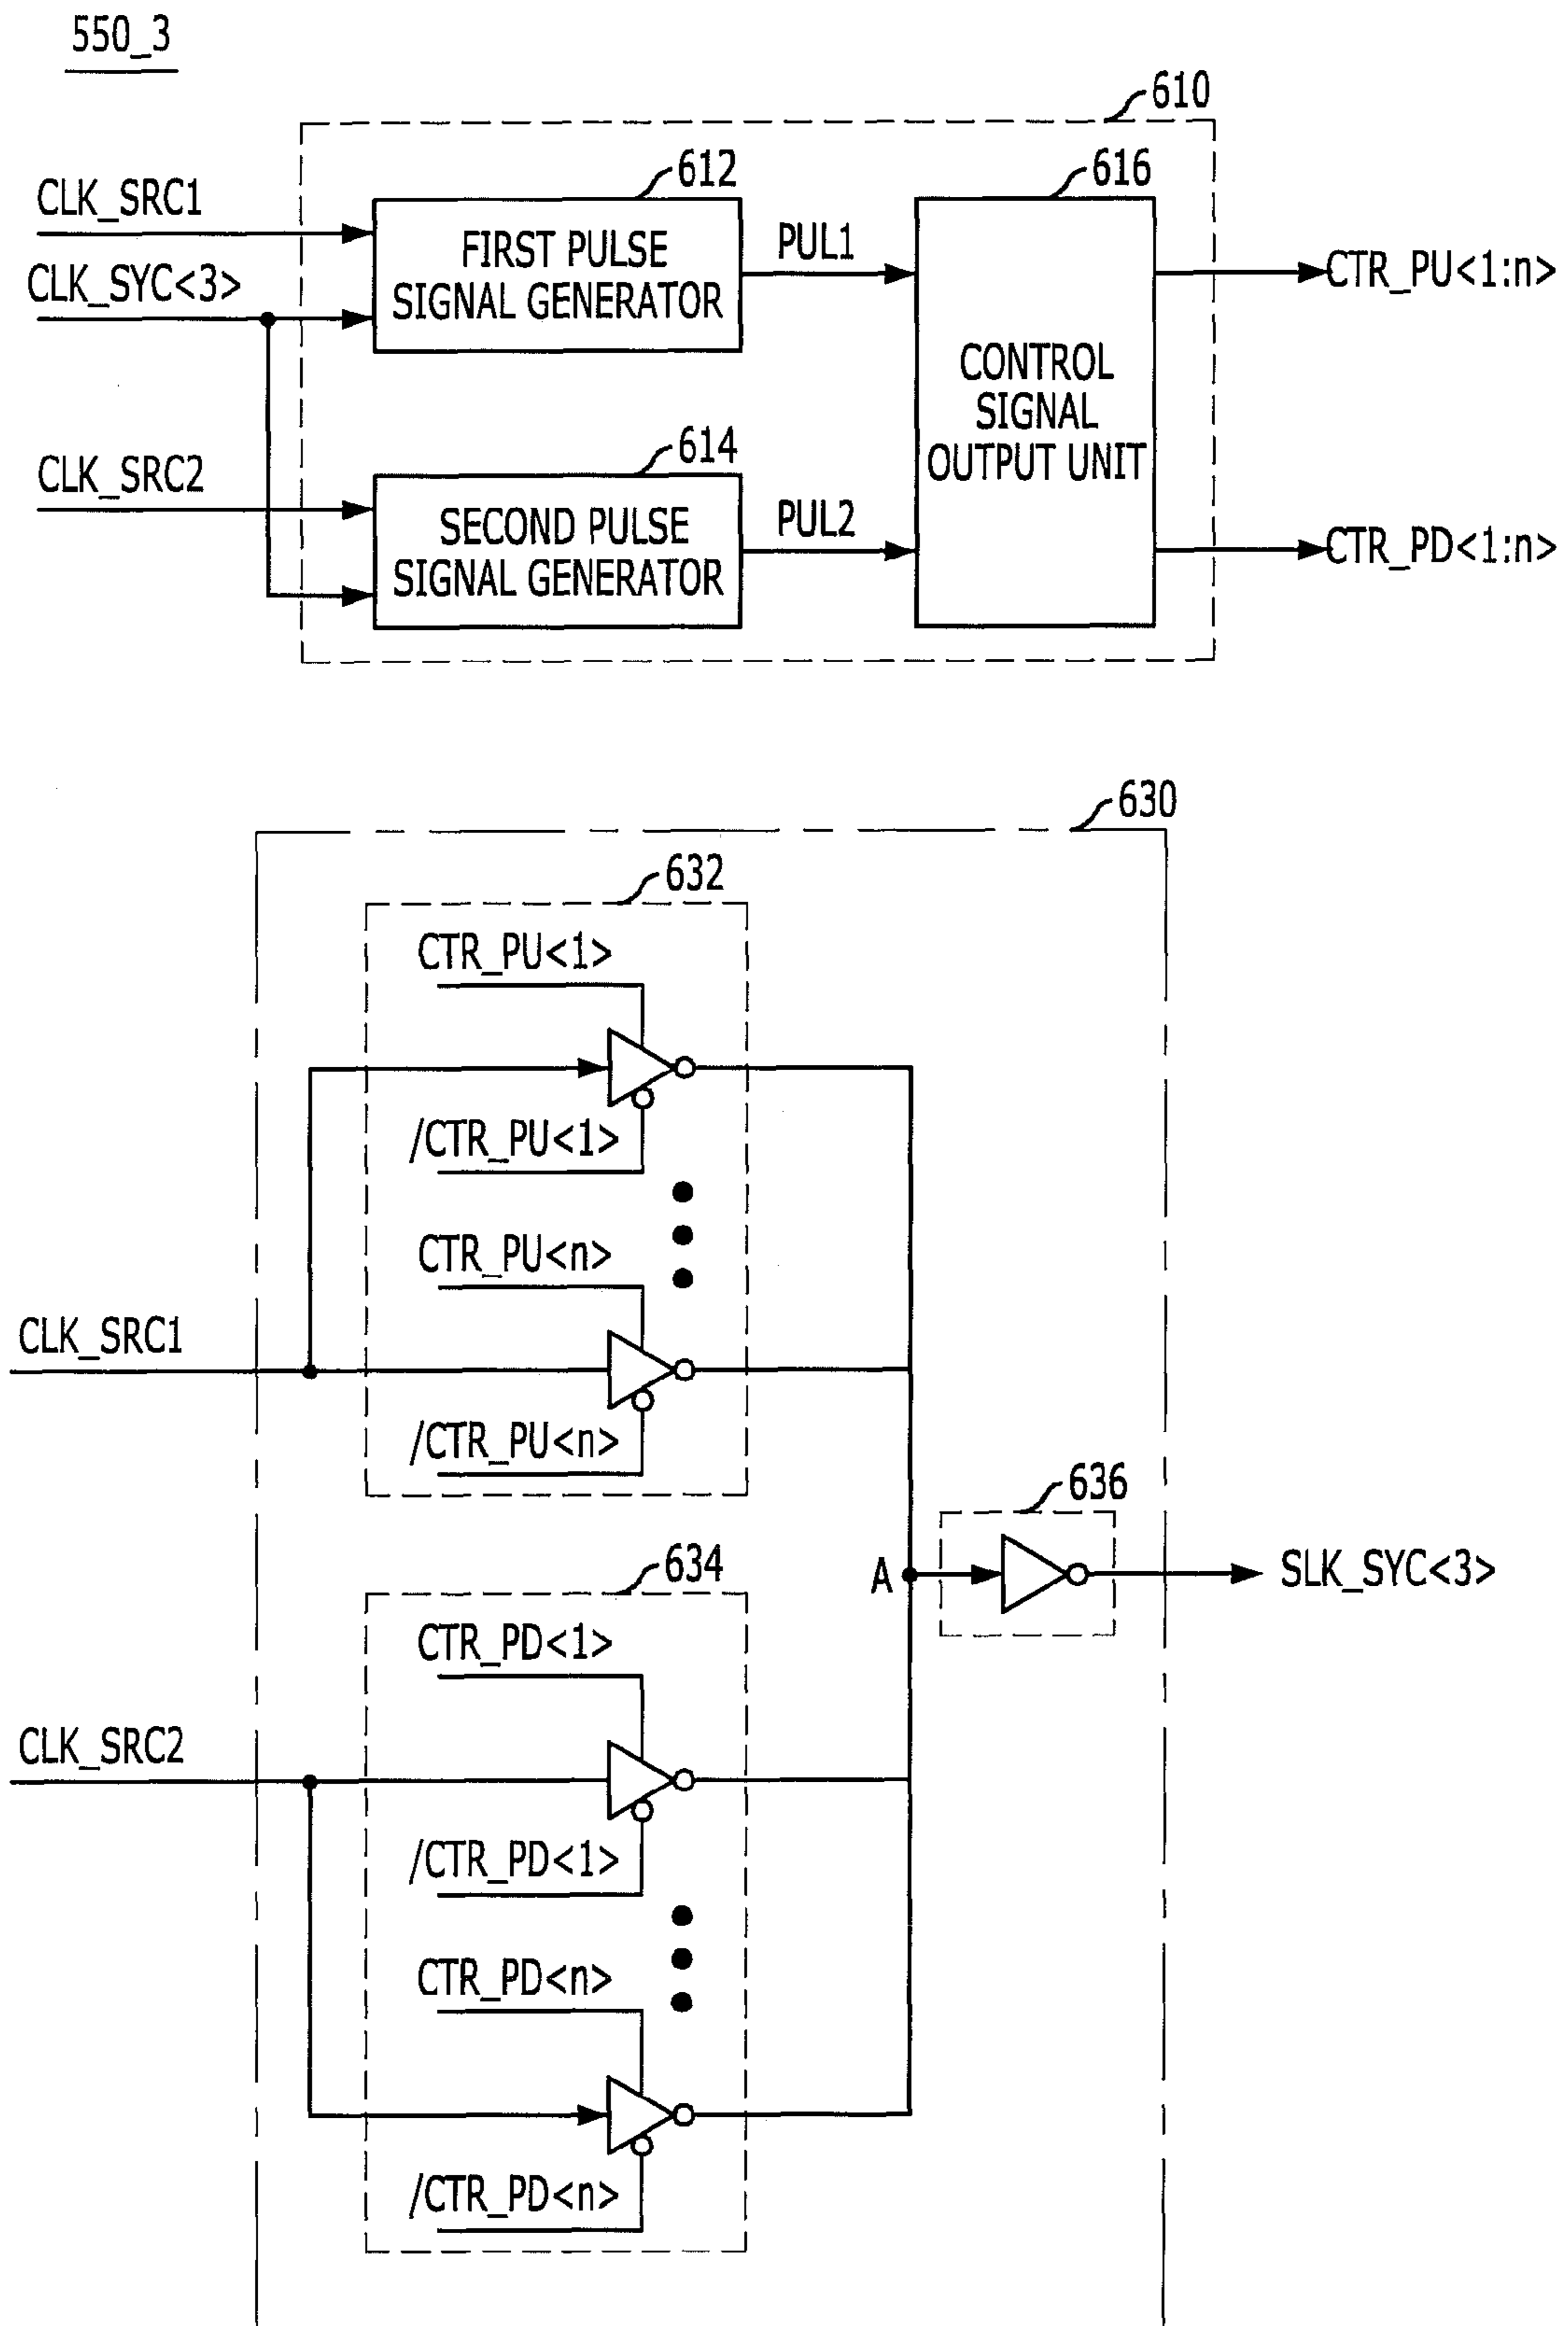 550_3
610
CLK_SRC1
612
616
FIRST PULSE
SIGNAL GENERATOR
PUL1
CTR_PU<1:n>
CLK_SYC<3>
CONTROL
SIGNAL
OUTPUT UNIT
CLK_SRC2
614
SECOND PULSE
SIGNAL GENERATOR
PUL2
CTR_PD<1:n>
630
632
CTR_PU<1>
/CTR_PU<1>
CTR_PU<n>
CLK_SRC1
/CTR_PU<n>
636
A
SLK_SYC<3>
634
CTR_PD<1>
CLK_SRC2
/CTR_PD<1>
CTR_PD<n>
/CTR_PD<n>